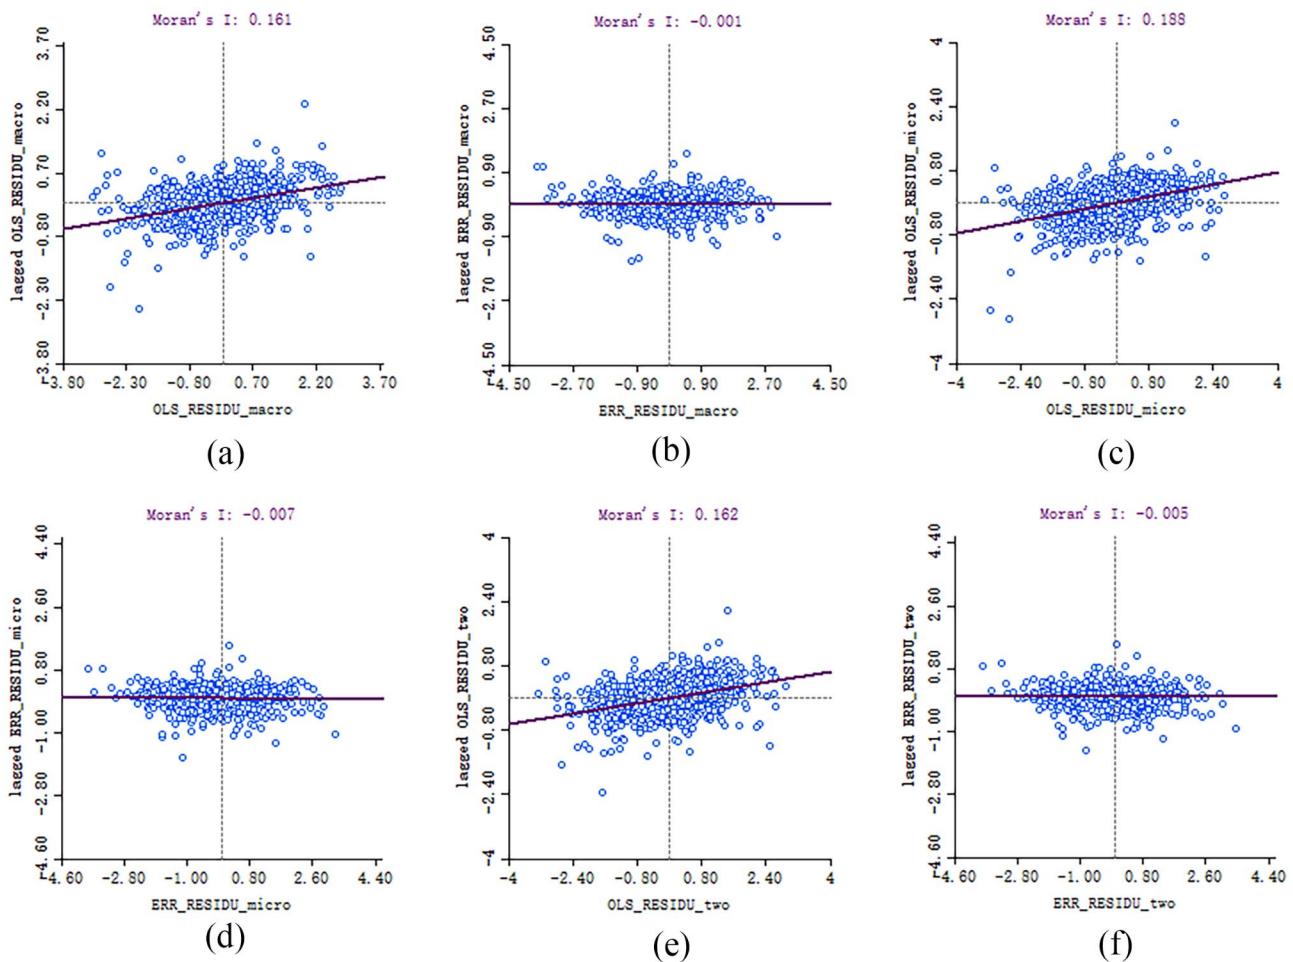 Moran's I: 0.161
lagged OLS_RESIDU_macro
-3.80 -2.30 -0.80 0.70 2.20 3.70
-3.80 -2.30 -0.80 0.70 2.20 3.70
OLS_RESIDU_macro
(a)
Moran's I: -0.001
lagged ERR_RESIDU_macro
-4.50 -2.70 -0.90 0.90 2.70 4.50
-4.50 -2.70 -0.90 0.90 2.70 4.50
ERR_RESIDU_macro
(b)
Moran's I: 0.188
lagged OLS_RESIDU_micro
-4 -2.40 -0.80 0.80 2.40 4
-4 -2.40 -0.80 0.80 2.40 4
OLS_RESIDU_micro
(c)
Moran's I: -0.007
lagged ERR_RESIDU_micro
-4.60 -2.80 -1.00 0.80 2.60 4.40
-4.60 -2.80 -1.00 0.80 2.60 4.40
ERR_RESIDU_micro
(d)
Moran's I: 0.162
lagged OLS_RESIDU_two
-4 -2.40 -0.80 0.80 2.40 4
-4 -2.40 -0.80 0.80 2.40 4
OLS_RESIDU_two
(e)
Moran's I: -0.005
lagged ERR_RESIDU_two
-4.60 -2.80 -1.00 0.80 2.60 4.40
-4.60 -2.80 -1.00 0.80 2.60 4.40
ERR_RESIDU_two
(f)